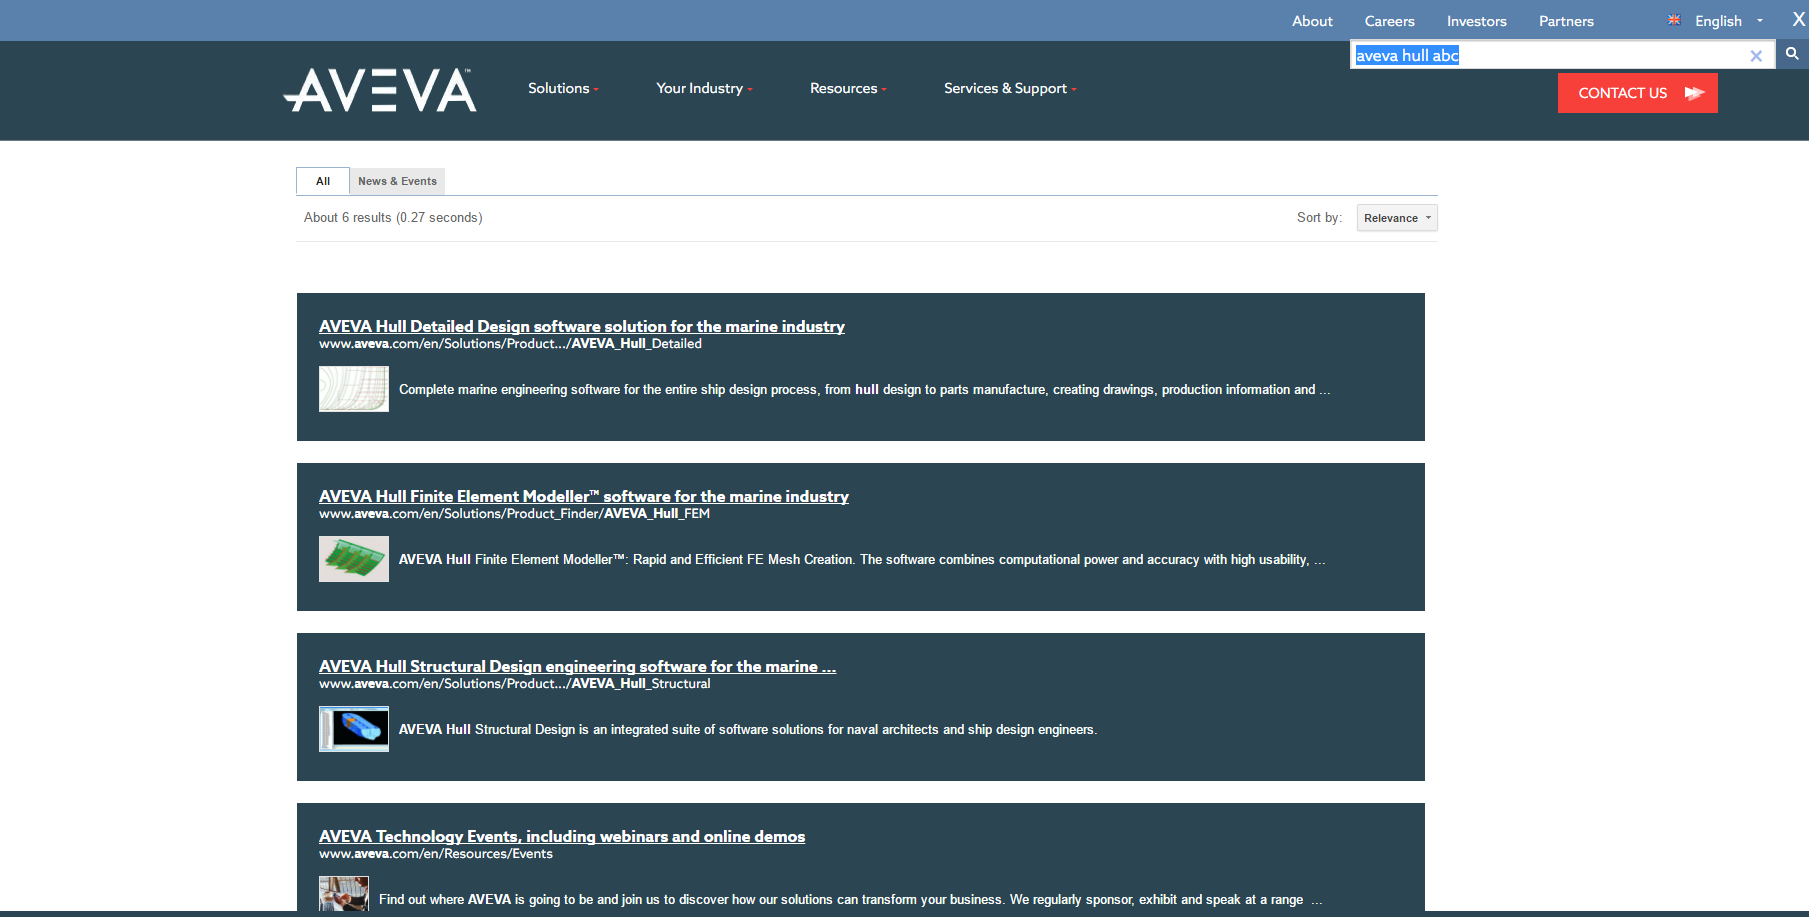 About Careers Investors Partners English X
aveva hull abc
AVEVA™ Solutions Your Industry Resources Services & Support
CONTACT US
All News & Events
About 6 results (0.27 seconds) Sort by: Relevance
AVEVA Hull Detailed Design software solution for the marine industry
www.aveva.com/en/Solutions/Product.../AVEVA_Hull_Detailed
Complete marine engineering software for the entire ship design process, from hull design to parts manufacture, creating drawings, production information and ...
AVEVA Hull Finite Element Modeller™ software for the marine industry
www.aveva.com/en/Solutions/Product_Finder/AVEVA_Hull_FEM
AVEVA Hull Finite Element Modeller™: Rapid and Efficient FE Mesh Creation. The software combines computational power and accuracy with high usability, ...
AVEVA Hull Structural Design engineering software for the marine ...
www.aveva.com/en/Solutions/Product.../AVEVA_Hull_Structural
AVEVA Hull Structural Design is an integrated suite of software solutions for naval architects and ship design engineers.
AVEVA Technology Events, including webinars and online demos
www.aveva.com/en/Resources/Events
Find out where AVEVA is going to be and join us to discover how our solutions can transform your business. We regularly sponsor, exhibit and speak at a range ...